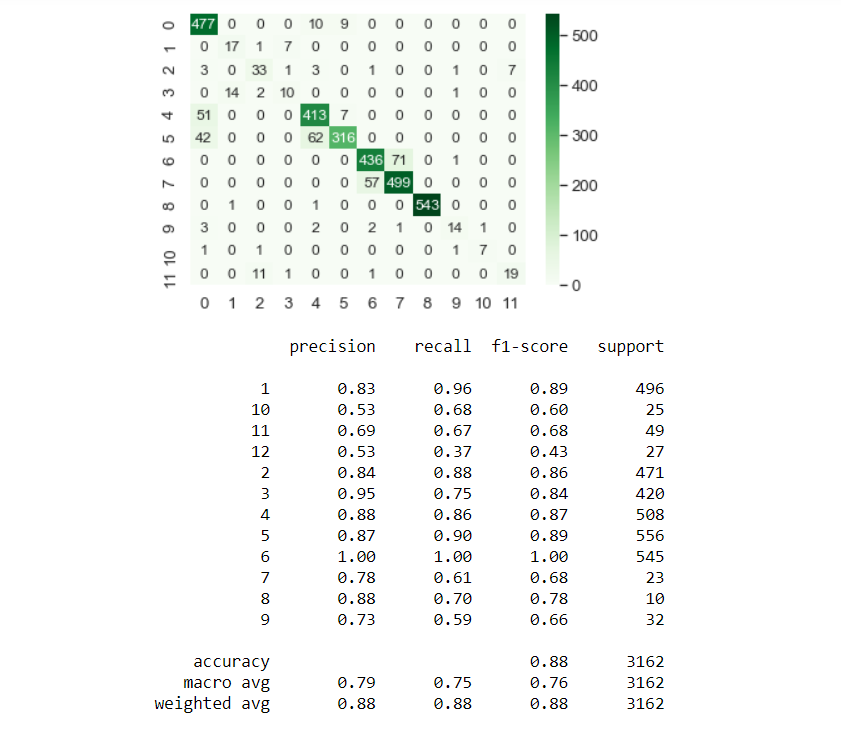 0 477 0 0 0 10 9 0 0 0 0 0 0
1 0 17 1 7 0 0 0 0 0 0 0 0
2 3 0 33 1 3 0 1 0 0 1 0 7
3 0 14 2 10 0 0 0 0 0 1 0 0
4 51 0 0 0 413 7 0 0 0 0 0 0
5 42 0 0 0 62 316 0 0 0 0 0 0
6 0 0 0 0 0 0 436 71 0 1 0 0
7 0 0 0 0 0 0 57 499 0 0 0 0
8 0 1 0 0 1 0 0 0 543 0 0 0
9 3 0 0 0 2 0 2 1 0 14 1 0
10 1 0 1 0 0 0 0 0 0 1 7 0
11 0 0 11 1 0 0 1 0 0 0 0 19
0 1 2 3 4 5 6 7 8 9 10 11
500
400
300
200
100
0
precision recall f1-score support
1 0.83 0.96 0.89 496
10 0.53 0.68 0.60 25
11 0.69 0.67 0.68 49
12 0.53 0.37 0.43 27
2 0.84 0.88 0.86 471
3 0.95 0.75 0.84 420
4 0.88 0.86 0.87 508
5 0.87 0.90 0.89 556
6 1.00 1.00 1.00 545
7 0.78 0.61 0.68 23
8 0.88 0.70 0.78 10
9 0.73 0.59 0.66 32
accuracy 0.88 3162
macro avg 0.79 0.75 0.76 3162
weighted avg 0.88 0.88 0.88 3162